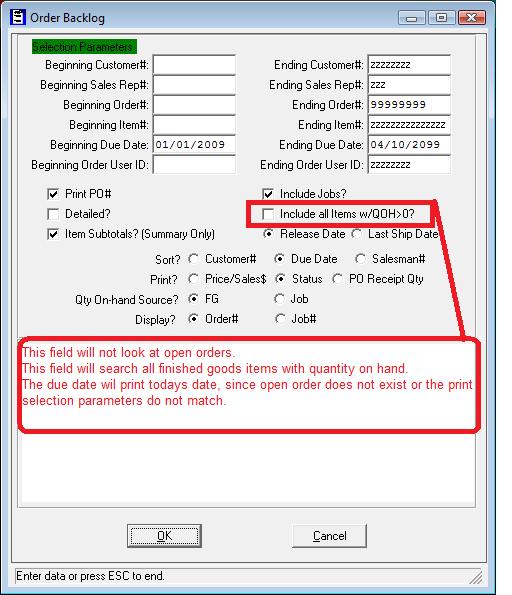 Order Backlog
Selection Parameters
Beginning Customer#: Ending Customer#: zzzzzzzz
Beginning Sales Rep#: Ending Sales Rep#: zzz
Beginning Order#: Ending Order#: 99999999
Beginning Item#: Ending Item#: zzzzzzzzzzzzzzz
Beginning Due Date: 01/01/2009 Ending Due Date: 04/10/2099
Beginning Order User ID: Ending Order User ID: zzzzzzzz
Print PO# Include Jobs?
Detailed? Include all Items w/QOH>0?
Item Subtotals? (Summary Only) Release Date Last Ship Date
Sort? Customer# Due Date Salesman#
Print? Price/Sales$ Status PO Receipt Qty
Qty On-hand Source? FG Job
Display? Order# Job#
This field will not look at open orders.
This field will search all finished goods items with quantity on hand.
The due date wil print todays date, since open order does not exist or the print
selection parameters do not match.
OK Cancel
Enter data or press ESC to end.